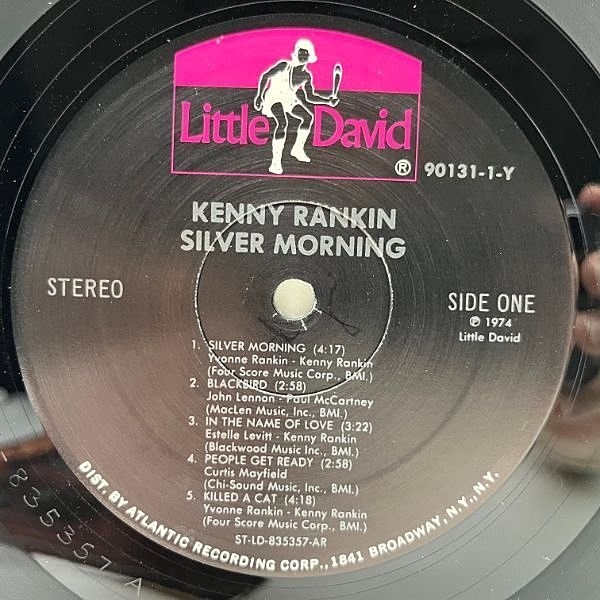 Little David
®
90131-1-Y
KENNY RANKIN
SILVER MORNING
STEREO
SIDE ONE
℗ 1974
Little David
1. SILVER MORNING (4:17)
Yvonne Rankin - Kenny Rankin
(Four Score Music Corp., BMI.)
2. BLACKBIRD (2:58)
John Lennon - Paul McCartney
(MacLen Music, Inc., BMI.)
3. IN THE NAME OF LOVE (3:22)
Estelle Levitt - Kenny Rankin
(Blackwood Music Inc., BMI.)
4. PEOPLE GET READY (2:58)
Curtis Mayfield
(Chi-Sound Music, Inc., BMI.)
5. KILLED A CAT (4:18)
Yvonne Rankin - Kenny Rankin
(Four Score Music Corp., BMI.)
ST-LD-835357-AR
DIST. BY ATLANTIC RECORDING CORP., 1841 BROADWAY, N.Y., N.Y.
835357 A